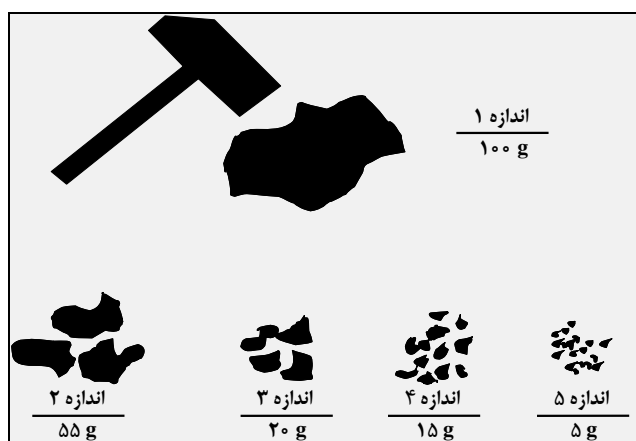 اندازه ۱
۱۰۰ g
اندازه ۲
۵۵ g
اندازه ۳
۲۰ g
اندازه ۴
۱۵ g
اندازه ۵
۵ g